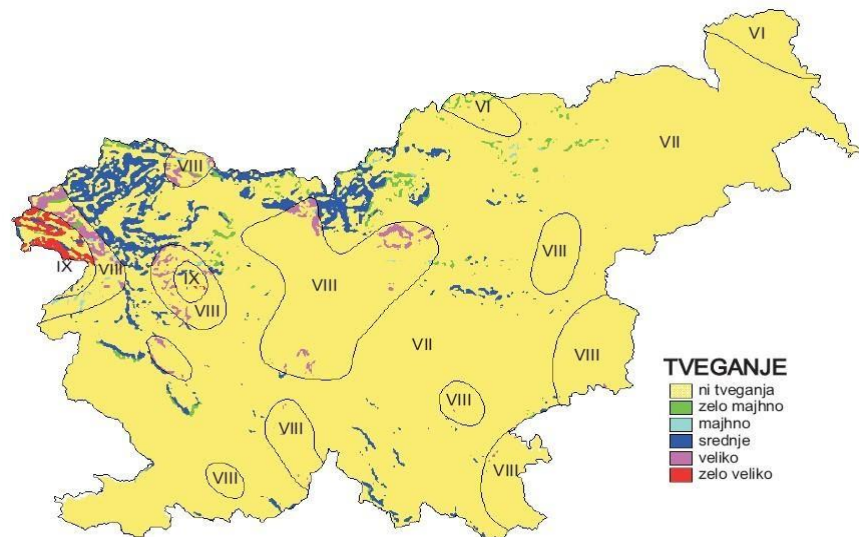 VI
VI
VII
VIII
VIII
IX
VIII
IX
VIII
VIII
VII
VIII
VIII
VIII
VIII
VIII
TVEGANJE
ni tveganja
zelo majhno
majhno
srednje
veliko
zelo veliko